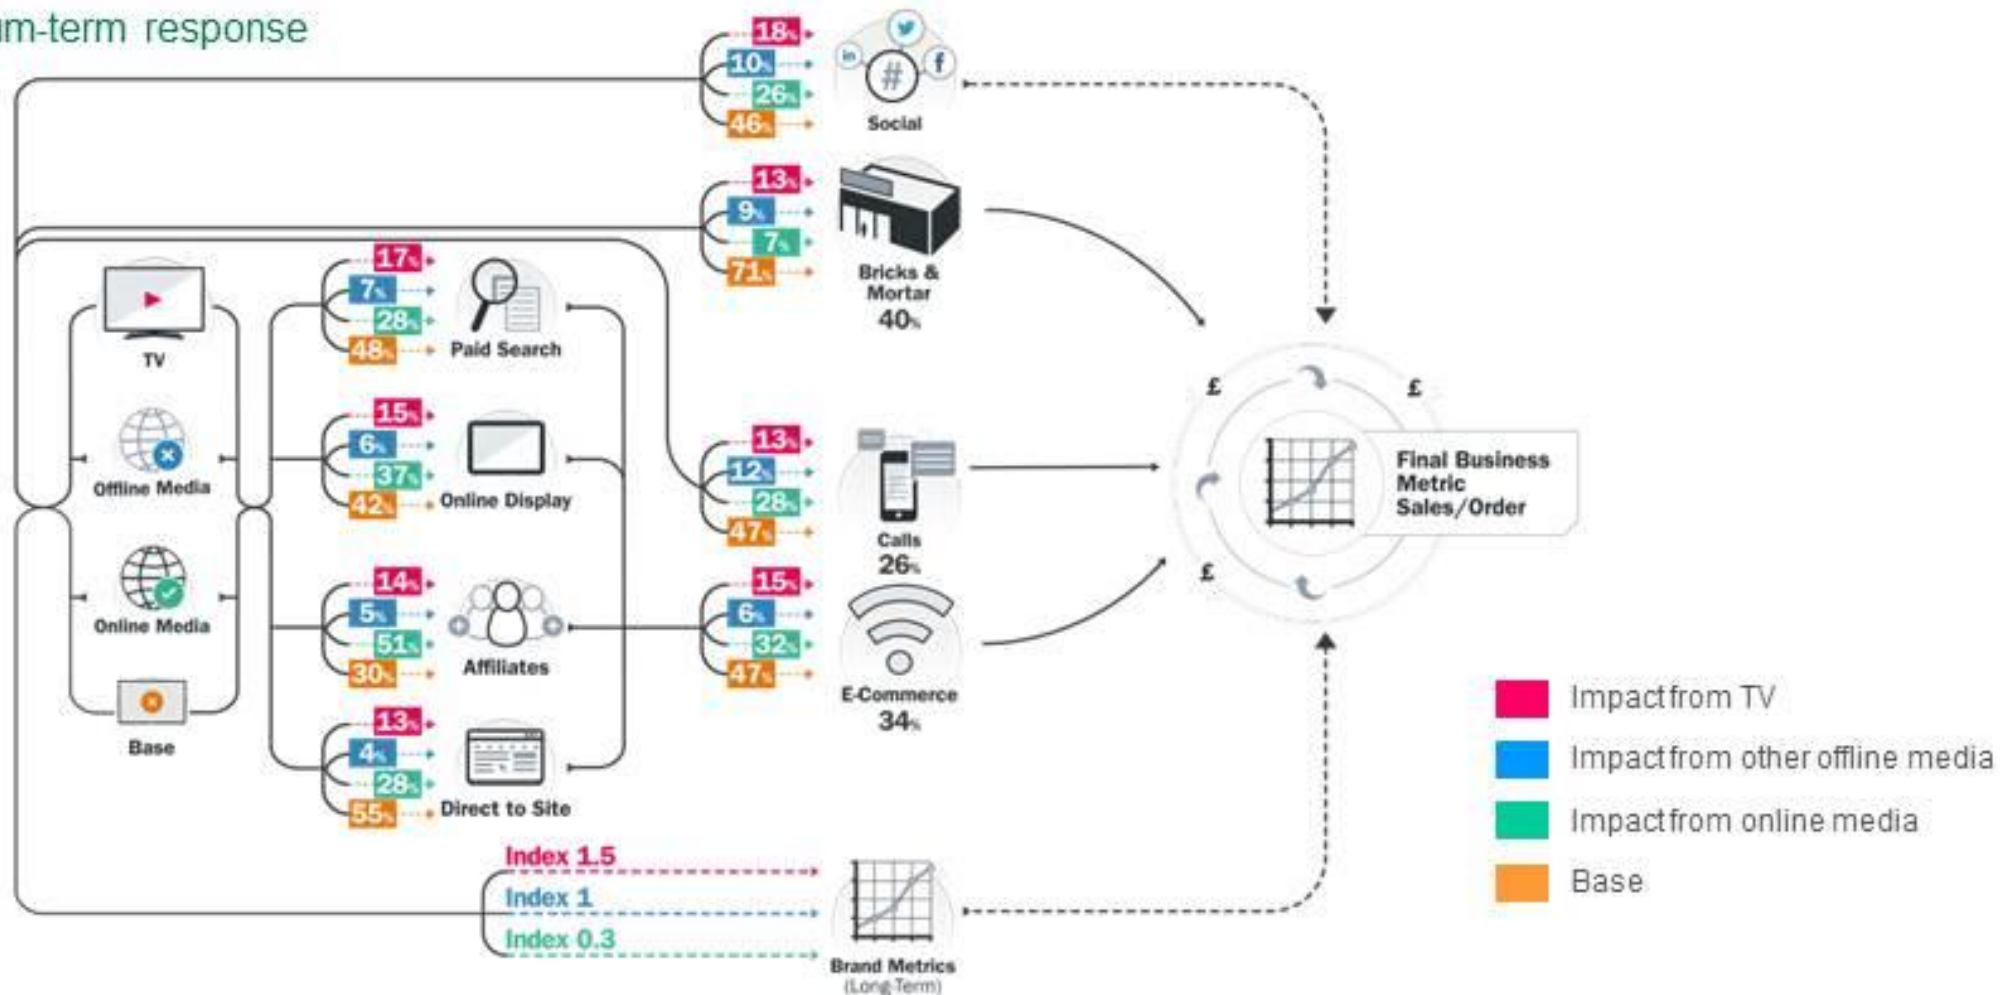 um-term response
18%
10%
26%
46%
in
f
#
Social
13%
9%
7%
71%
Bricks &
Mortar
40%
TV
Offline Media
Online Media
Base
17%
7%
28%
48%
Paid Search
15%
6%
37%
42%
Online Display
14%
5%
51%
30%
Affiliates
13%
4%
28%
55%
Direct to Site
13%
12%
28%
47%
Calls
26%
15%
6%
32%
47%
E-Commerce
34%
£
£
£
Final Business
Metric
Sales/Order
Index 1.5
Index 1
Index 0.3
Brand Metrics
(Long-Term)
Impact from TV
Impact from other offline media
Impact from online media
Base